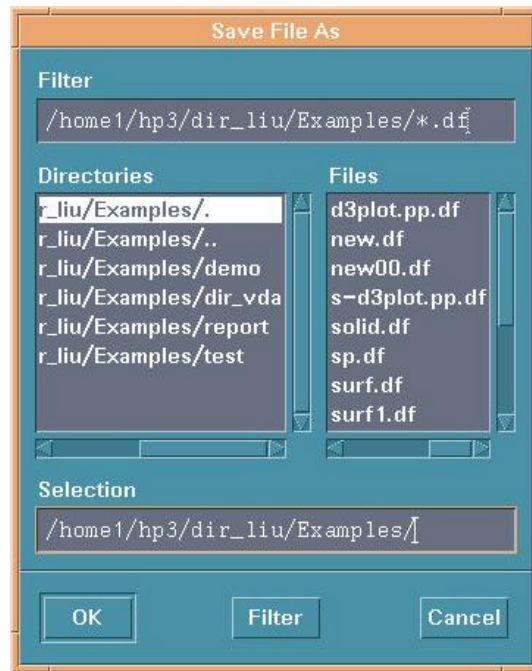 Save File As
Filter
/home1/hp3/dir_liu/Examples/*.df
Directories
r_liu/Examples/.
r_liu/Examples/..
r_liu/Examples/demo
r_liu/Examples/dir_vda
r_liu/Examples/report
r_liu/Examples/test
Files
d3plot.pp.df
new.df
new00.df
s-d3plot.pp.df
solid.df
sp.df
surf.df
surf1.df
Selection
/home1/hp3/dir_liu/Examples/
OK
Filter
Cancel